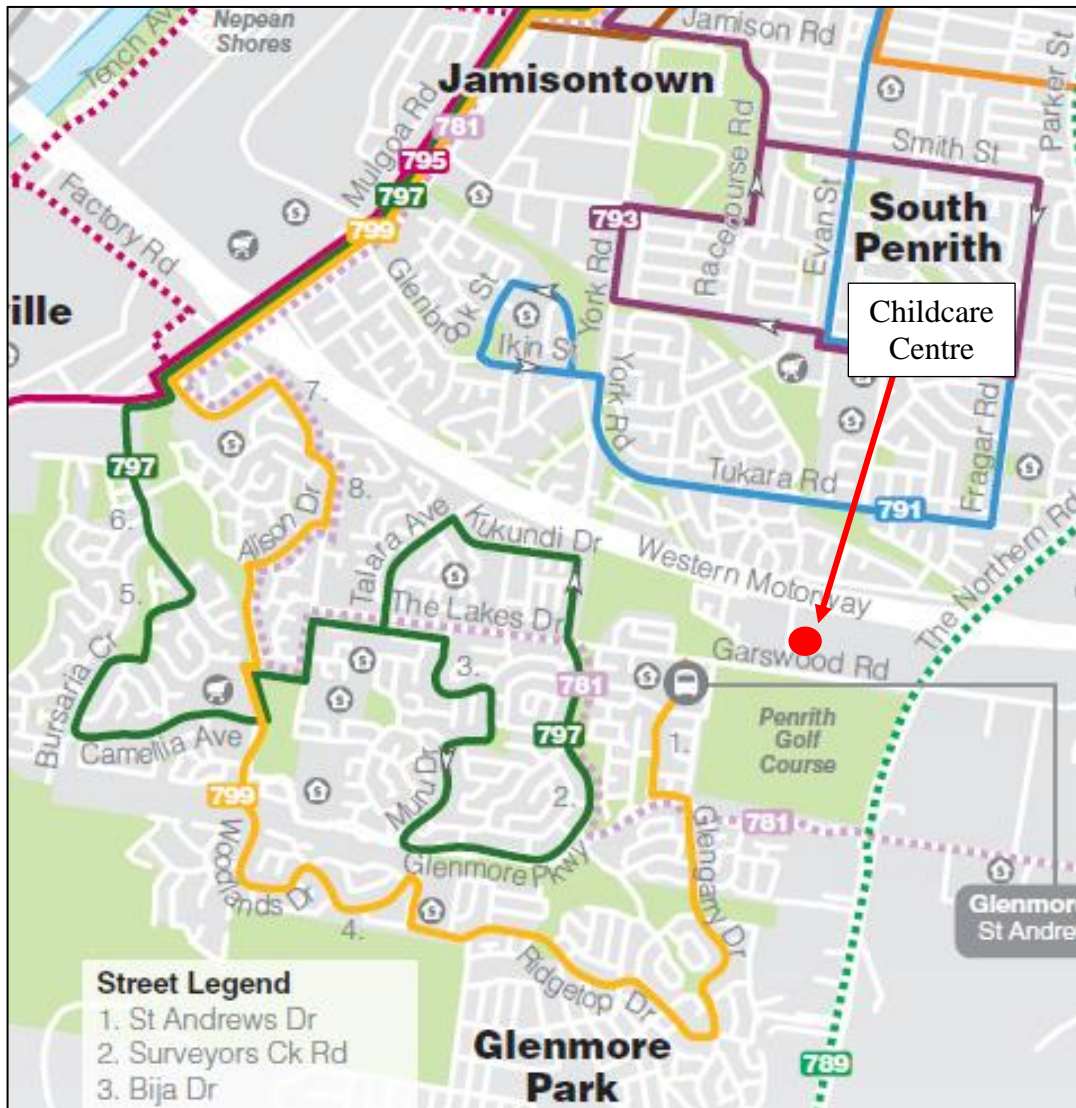 Nepean
Shores
Tench Ave
Jamison Rd
Jamisontown
Parker St
Mulgoa Rd
781
795
797
799
Racecourse Rd
Smith St
Factory Rd
793
Evan St
South
Penrith
ville
Glenbrook St
York Rd
Ikin St
Childcare
Centre
York Rd
7.
Fragar Rd
797
8.
Tukara Rd
791
6.
Alison Dr
Talara Ave
Kukundi Dr
Western Motorway
The Northern Rd
5.
The Lakes Dr
Garswood Rd
Bursaria Cr
3.
781
Camellia Ave
797
1.
Penrith
Golf
Course
Muru Dr
2.
799
781
Woodlands Dr
Glenmore Pkwy
Glengarry Dr
4.
Glenmor
St Andre
Ridgetop Dr
Street Legend
1. St Andrews Dr
2. Surveyors Ck Rd
3. Bija Dr
Glenmore
Park
789